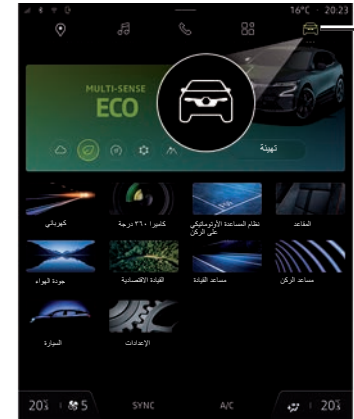 16°C · 20:23
MULTI-SENSE
ECO
تهيئة
المقاعد
نظام المساعدة الأوتوماتيكي
على الركن
كاميرا ٣٦٠ درجة
كهربائي
مساعد الركن
مساعد القيادة
القيادة الاقتصادية
جودة الهواء
الإعدادات
السيارة
20.5
5
SYNC
A/C
20.5